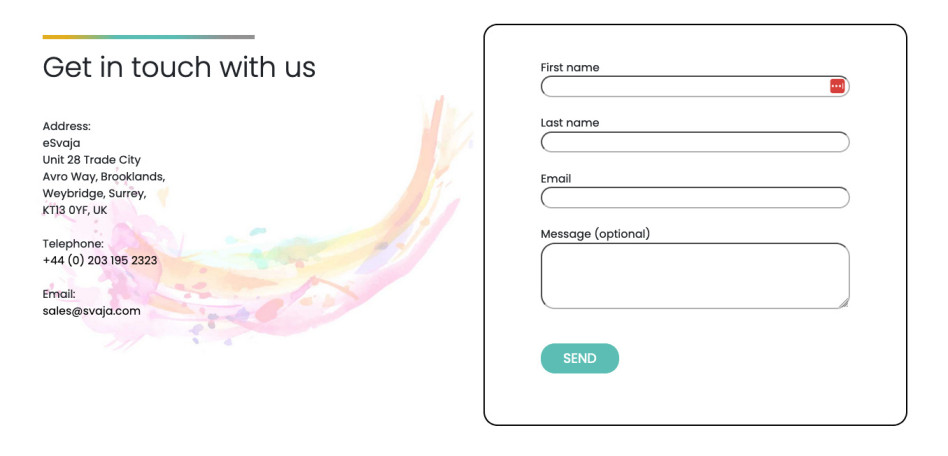 Get in touch with us
Address:
eSvaja
Unit 28 Trade City
Avro Way, Brooklands,
Weybridge, Surrey,
KT13 0YF, UK
Telephone:
+44 (0) 203 195 2323
Email:
sales@svaja.com
First name
Last name
Email
Message (optional)
SEND